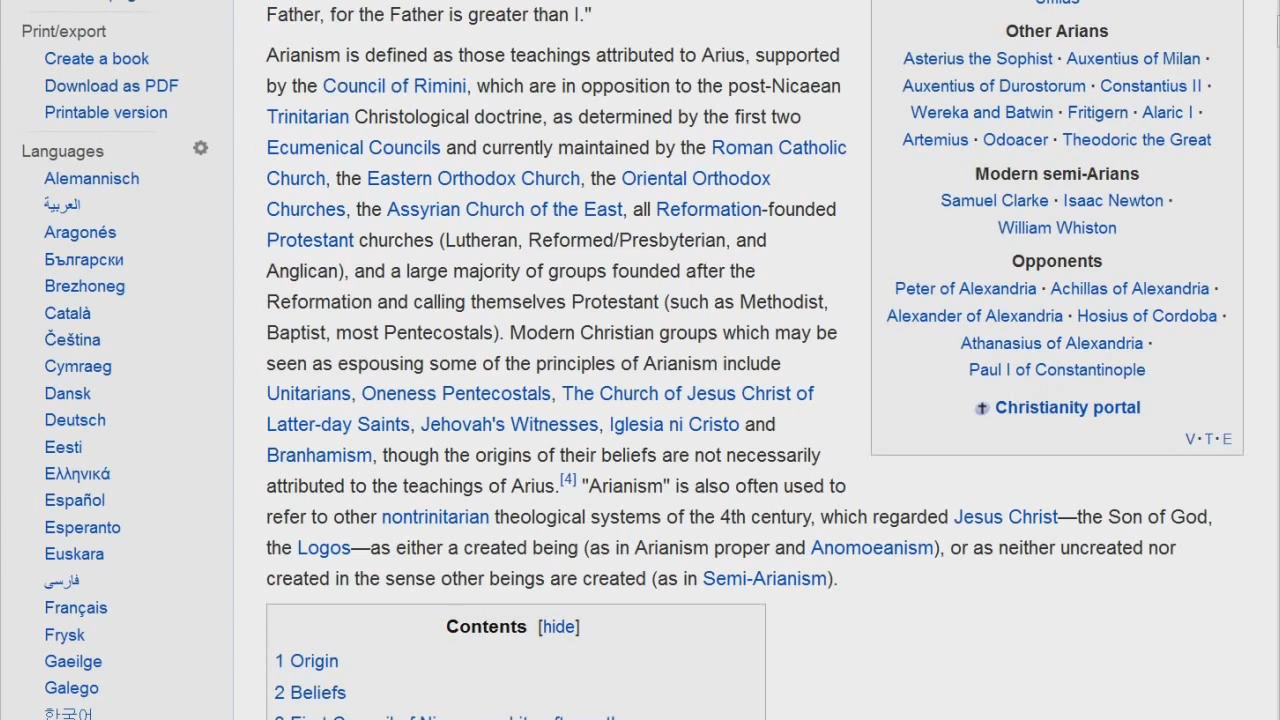 Print/export
Create a book
Download as PDF
Printable version
Languages
Alemannisch
العربية
Aragonés
Български
Brezhoneg
Català
Čeština
Cymraeg
Dansk
Deutsch
Eesti
Ελληνικά
Español
Esperanto
Euskara
فارسی
Français
Frysk
Gaeilge
Galego
한국어
Father, for the Father is greater than I."
Arianism is defined as those teachings attributed to Arius, supported
by the Council of Rimini, which are in opposition to the post-Nicaean
Trinitarian Christological doctrine, as determined by the first two
Ecumenical Councils and currently maintained by the Roman Catholic
Church, the Eastern Orthodox Church, the Oriental Orthodox
Churches, the Assyrian Church of the East, all Reformation-founded
Protestant churches (Lutheran, Reformed/Presbyterian, and
Anglican), and a large majority of groups founded after the
Reformation and calling themselves Protestant (such as Methodist,
Baptist, most Pentecostals). Modern Christian groups which may be
seen as espousing some of the principles of Arianism include
Unitarians, Oneness Pentecostals, The Church of Jesus Christ of
Latter-day Saints, Jehovah's Witnesses, Iglesia ni Cristo and
Branhamism, though the origins of their beliefs are not necessarily
attributed to the teachings of Arius.[4] "Arianism" is also often used to
refer to other nontrinitarian theological systems of the 4th century, which regarded Jesus Christ—the Son of God,
the Logos—as either a created being (as in Arianism proper and Anomoeanism), or as neither uncreated nor
created in the sense other beings are created (as in Semi-Arianism).
Contents [hide]
1 Origin
2 Beliefs
Other Arians
Asterius the Sophist · Auxentius of Milan ·
Auxentius of Durostorum · Constantius II ·
Wereka and Batwin · Fritigern · Alaric I ·
Artemius · Odoacer · Theodoric the Great
Modern semi-Arians
Samuel Clarke · Isaac Newton ·
William Whiston
Opponents
Peter of Alexandria · Achillas of Alexandria ·
Alexander of Alexandria · Hosius of Cordoba ·
Athanasius of Alexandria ·
Paul I of Constantinople
Christianity portal
V · T · E